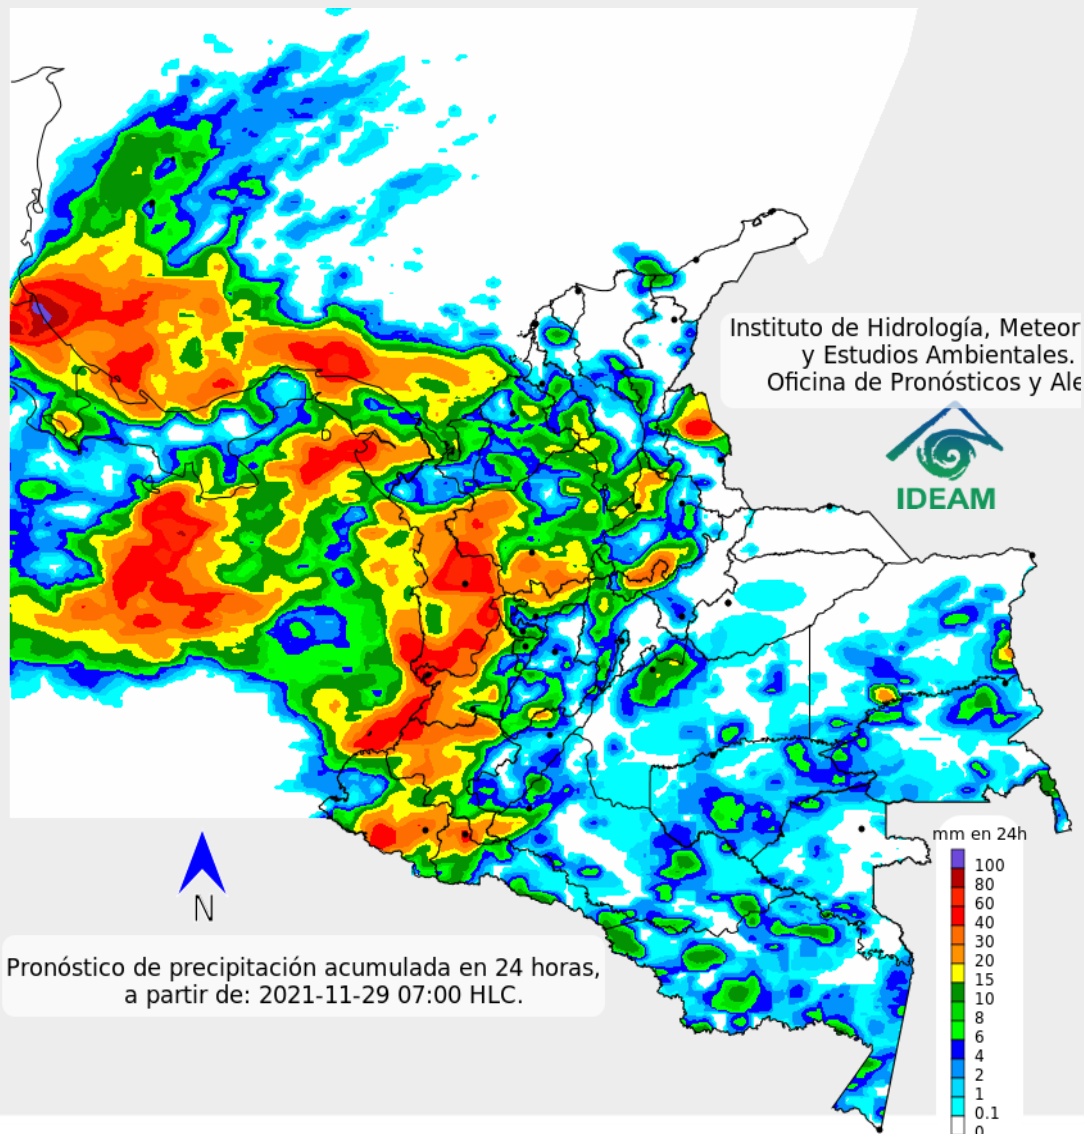 Instituto de Hidrología, Meteor
y Estudios Ambientales.
Oficina de Pronósticos y Ale
IDEAM
mm en 24h
100
80
60
40
30
20
15
10
8
6
4
2
1
0.1
0
N
Pronóstico de precipitación acumulada en 24 horas,
a partir de: 2021-11-29 07:00 HLC.